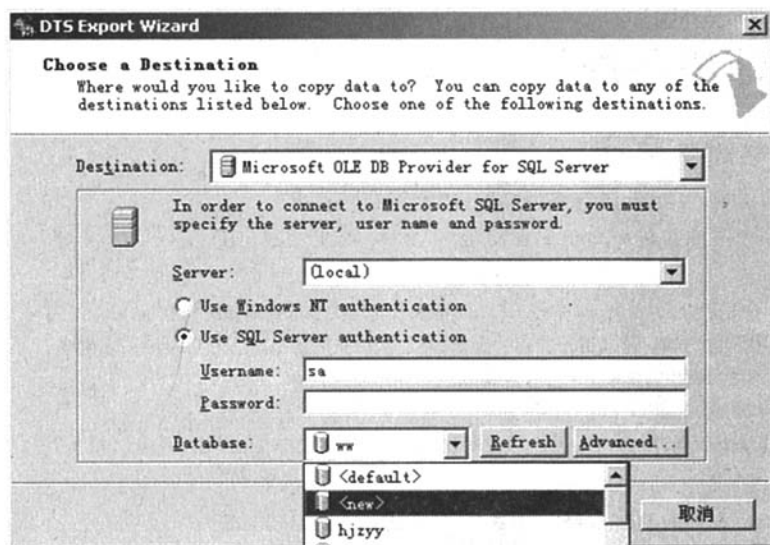 DTS Export Wizard
Choose a Destination
Where would you like to copy data to? You can copy data to any of the
destinations listed below. Choose one of the following destinations.
Destination: Microsoft OLE DB Provider for SQL Server
In order to connect to Microsoft SQL Server, you must
specify the server, user name and password.
Server: (local)
Use Windows NT authentication
Use SQL Server authentication
Username: sa
Password:
Database: ww Refresh Advanced...
<default>
<new>
hjzyy
取消